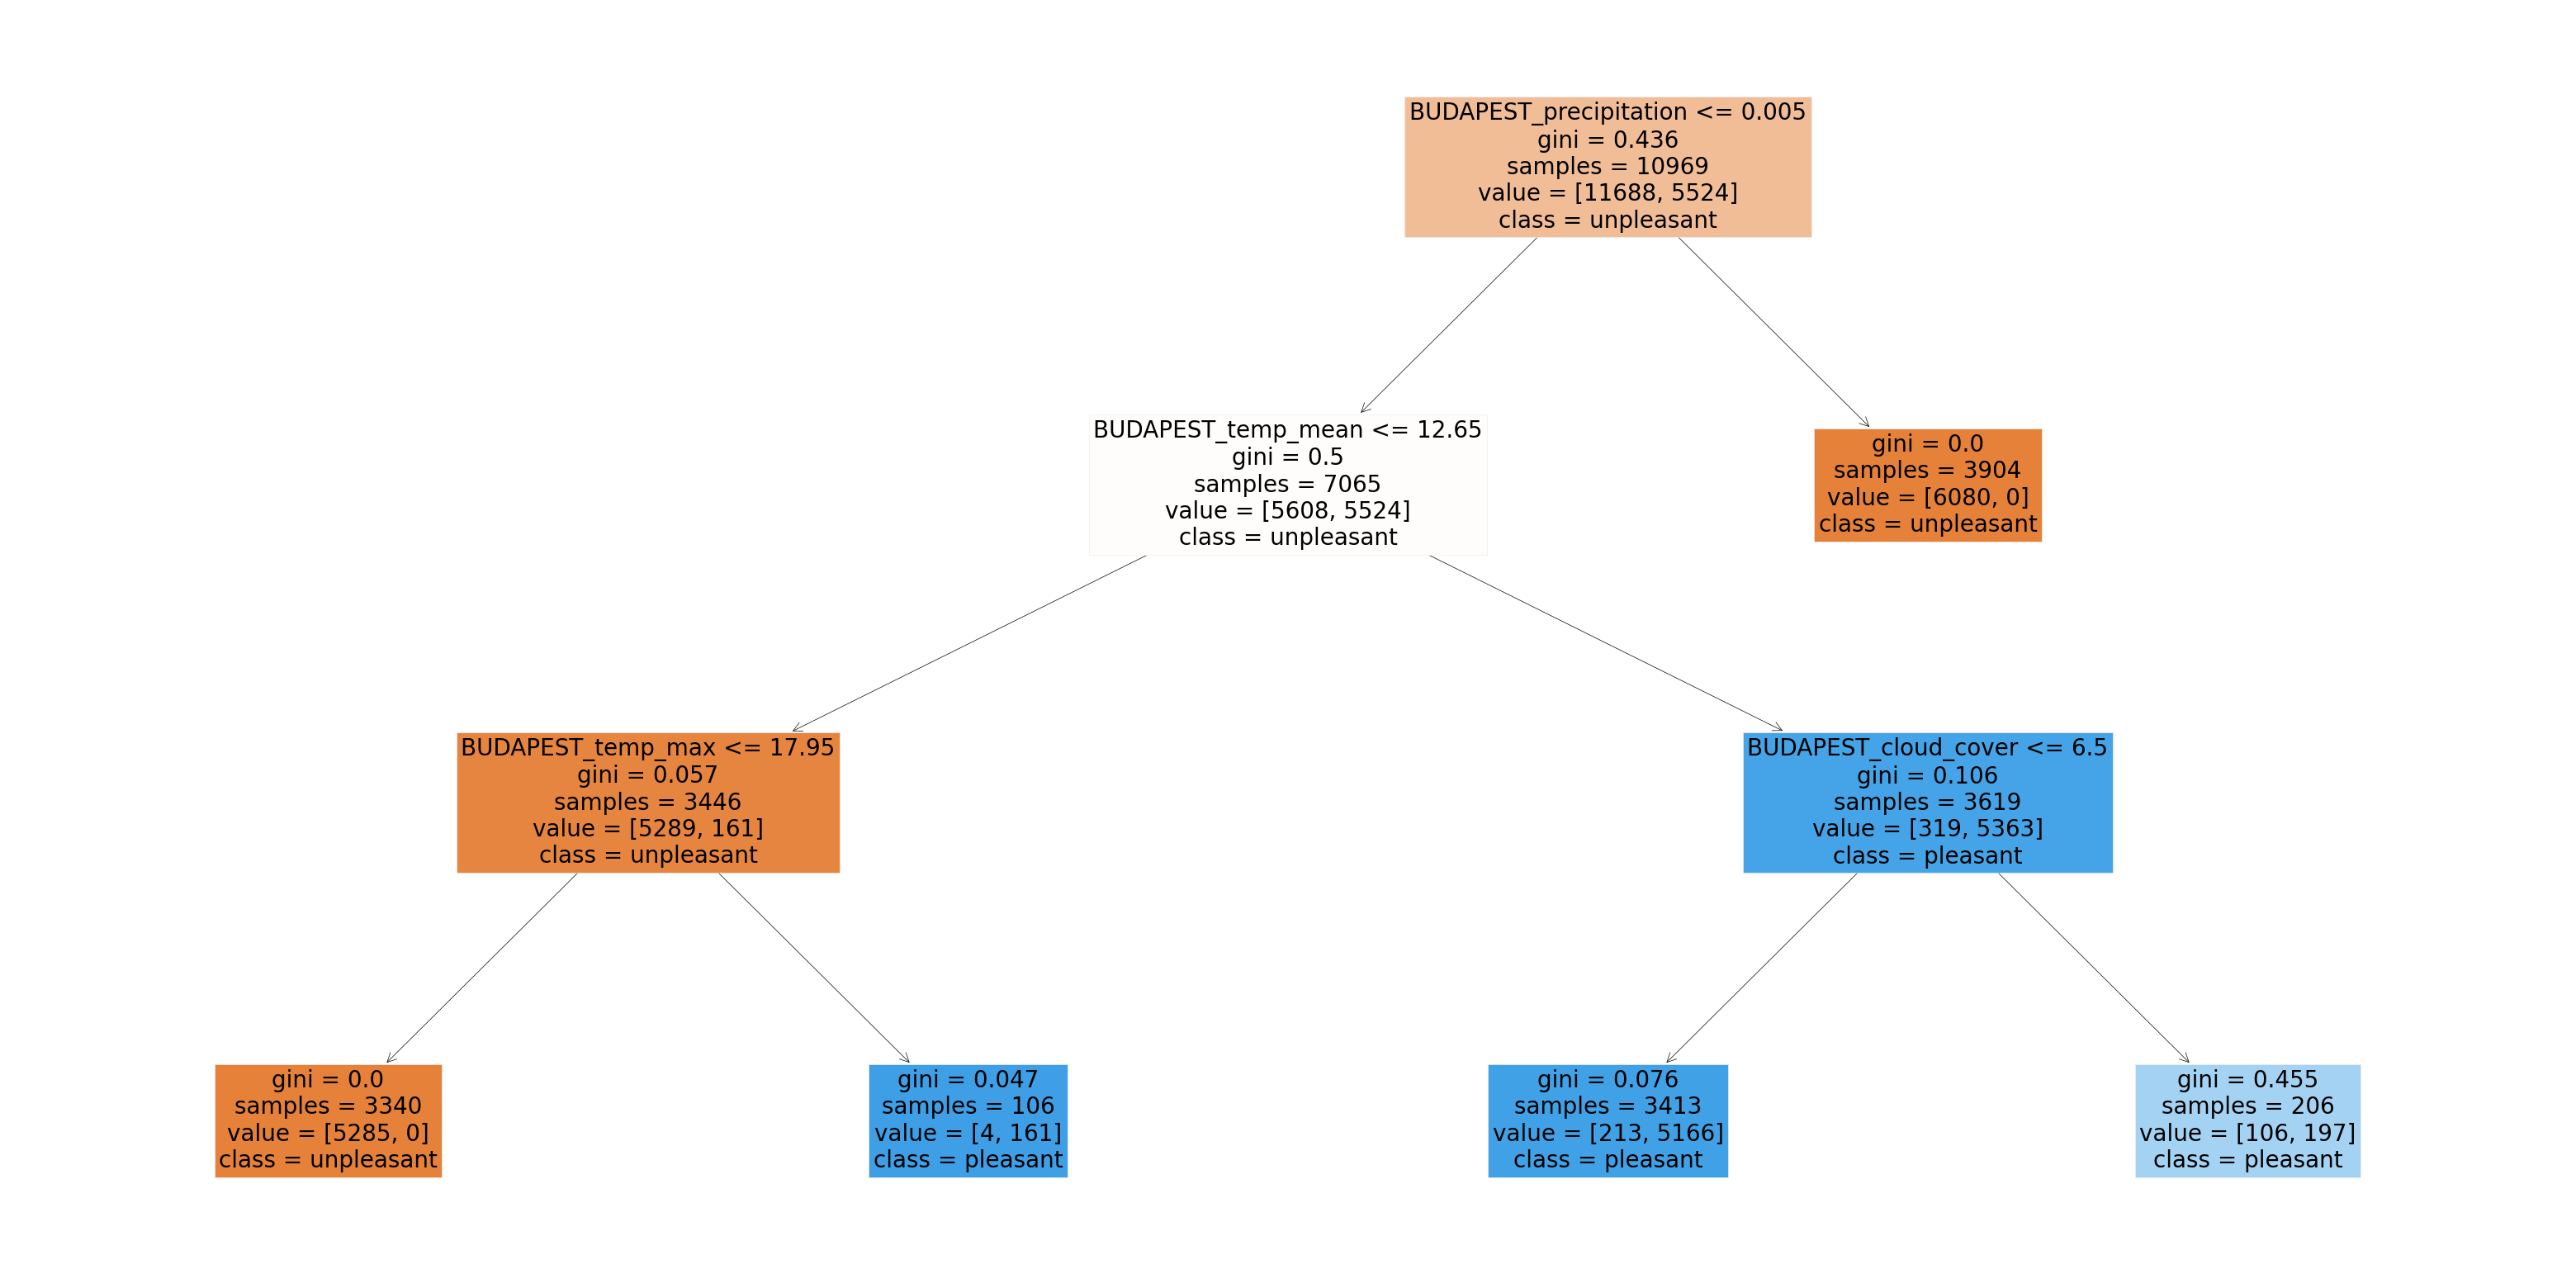 BUDAPEST_precipitation <= 0.005
gini = 0.436
samples = 10969
value = [11688, 5524]
class = unpleasant
BUDAPEST_temp_mean <= 12.65
gini = 0.5
samples = 7065
value = [5608, 5524]
class = unpleasant
gini = 0.0
samples = 3904
value = [6080, 0]
class = unpleasant
BUDAPEST_temp_max <= 17.95
gini = 0.057
samples = 3446
value = [5289, 161]
class = unpleasant
BUDAPEST_cloud_cover <= 6.5
gini = 0.106
samples = 3619
value = [319, 5363]
class = pleasant
gini = 0.0
samples = 3340
value = [5285, 0]
class = unpleasant
gini = 0.047
samples = 106
value = [4, 161]
class = pleasant
gini = 0.076
samples = 3413
value = [213, 5166]
class = pleasant
gini = 0.455
samples = 206
value = [106, 197]
class = pleasant